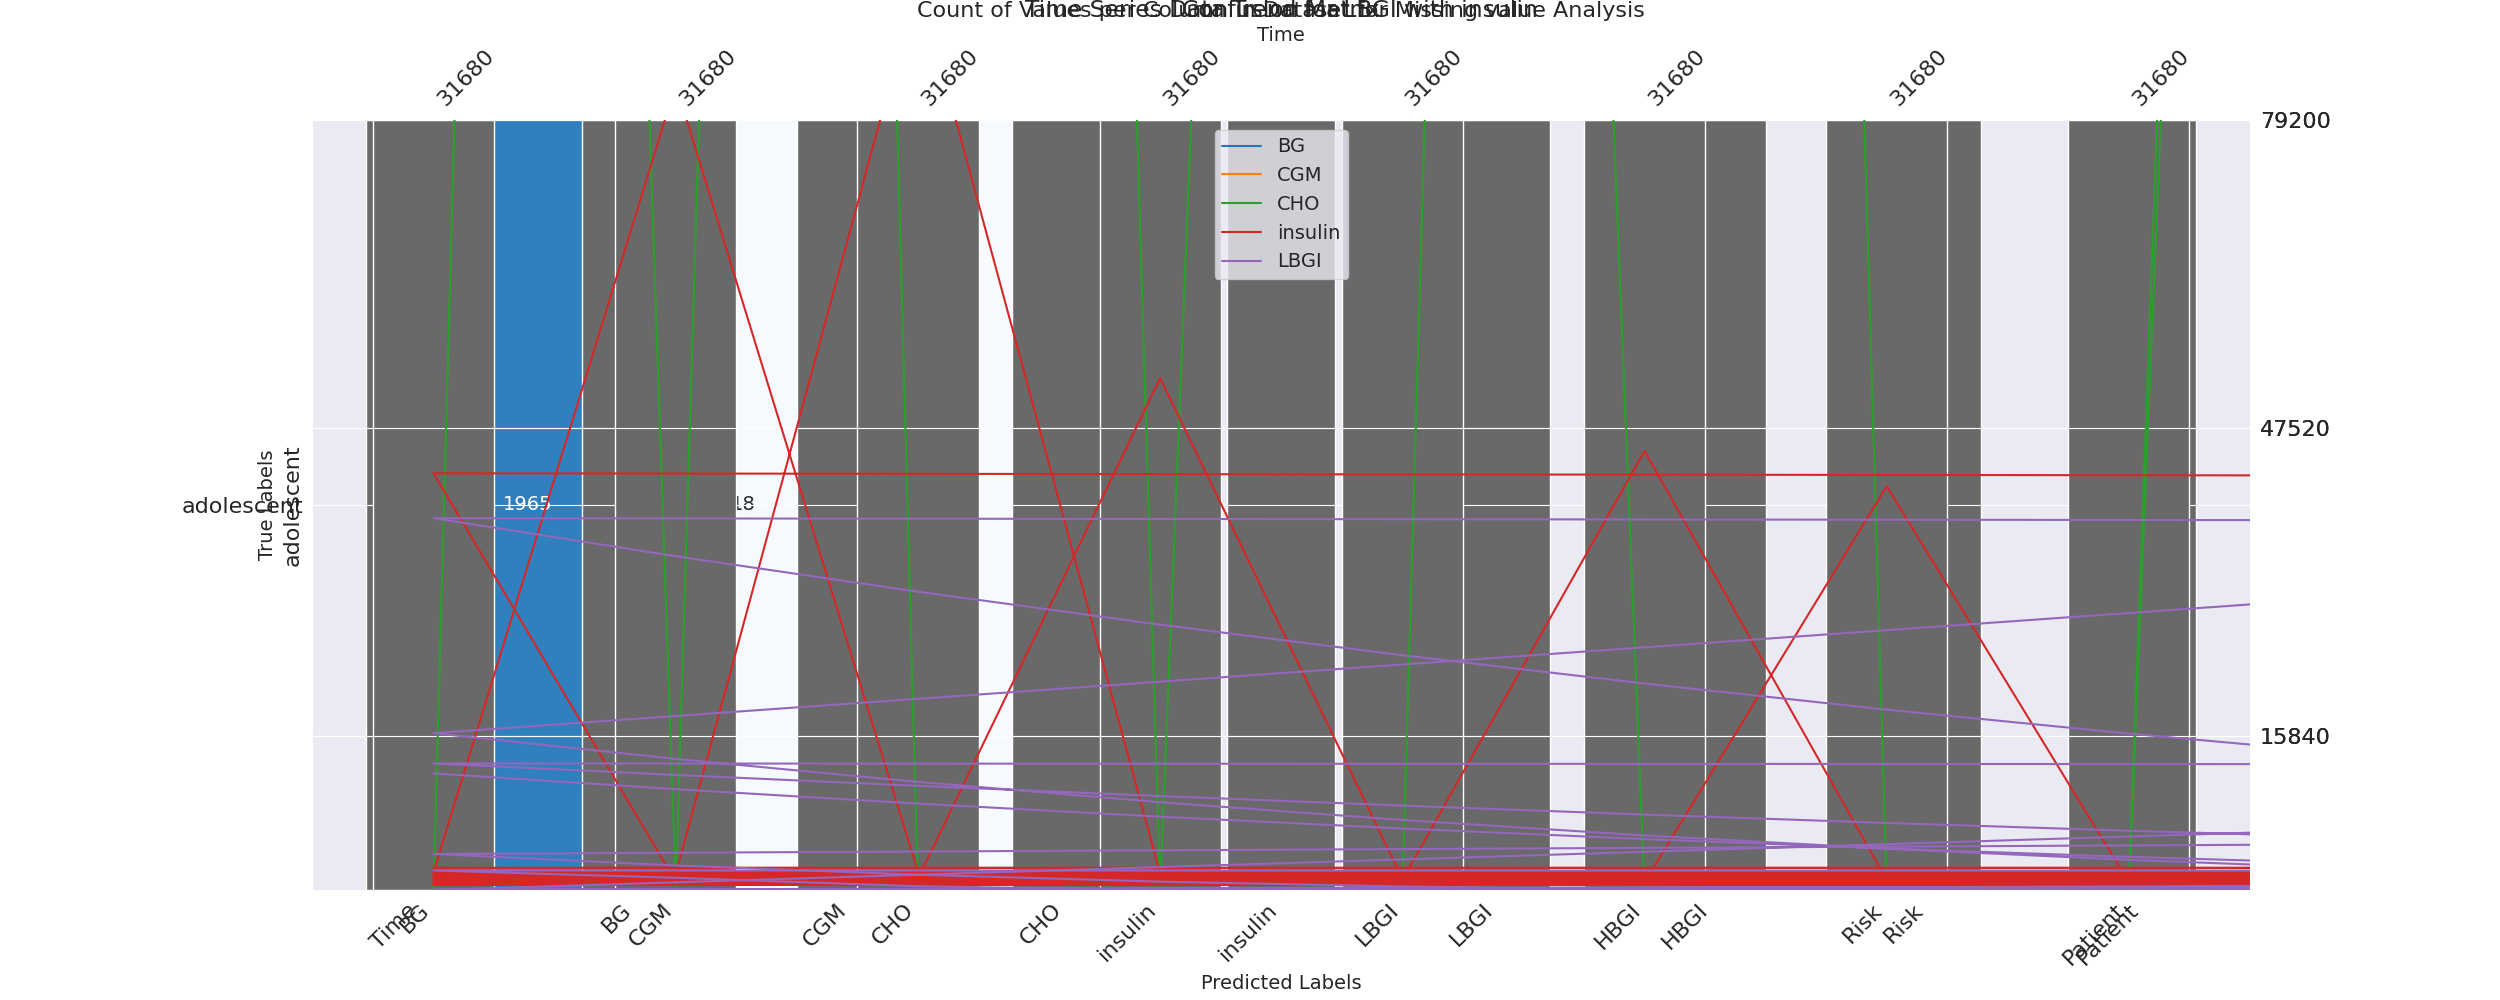 Time
31680 31680 31680 31680 31680 31680 31680 31680
79200
BG
CGM
CHO
insulin
LBGI
47520
adolescent
True Labels
adolescent
1965
18
15840
Time BG BG CGM CGM CHO CHO insulin insulin LBGI LBGI HBGI HBGI Risk Risk Patient Patient
Predicted Labels